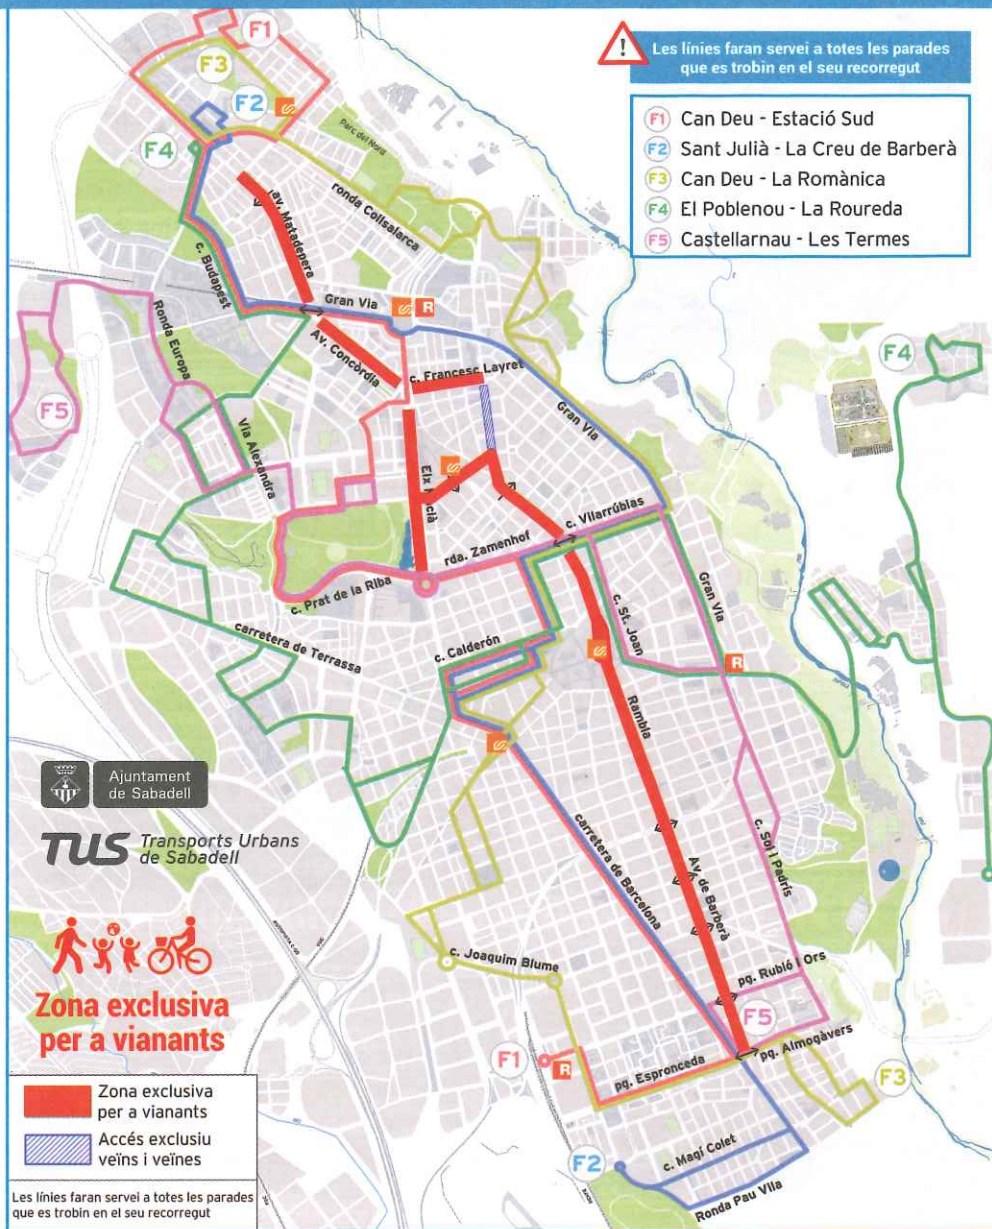 Les línies faran servei a totes les parades
que es trobin en el seu recorregut
F1 Can Deu - Estació Sud
F2 Sant Julià - La Creu de Barberà
F3 Can Deu - La Romànica
F4 El Poblenou - La Roureda
F5 Castellarnau - Les Termes
F1
F3
F2
F4
Parc del Nord
ronda Collsalarca
av. Matadepera
c. Budapest
Gran Via
R
Ronda Europa
Av. Concòrdia
c. Francesc Layret
F4
F5
Gran Via
Via Alexandra
Eix Macià
c. Vilarrúbias
rda. Zamenhof
c. Prat de la Riba
Gran Via
c. St. Joan
carretera de Terrassa
c. Calderón
R
Rambla
Ajuntament
de Sabadell
TUS Transports Urbans
de Sabadell
carretera de Barcelona
c. Sol i Padrís
Av. de Barberà
c. Joaquim Blume
pg. Rubió i Ors
Zona exclusiva
per a vianants
F5
F1
R
pg. Espronceda
pg. Almogàvers
F3
Zona exclusiva
per a vianants
Accés exclusiu
veïns i veïnes
F2
c. Magí Colet
Ronda Pau Vila
Les línies faran servei a totes les parades
que es trobin en el seu recorregut